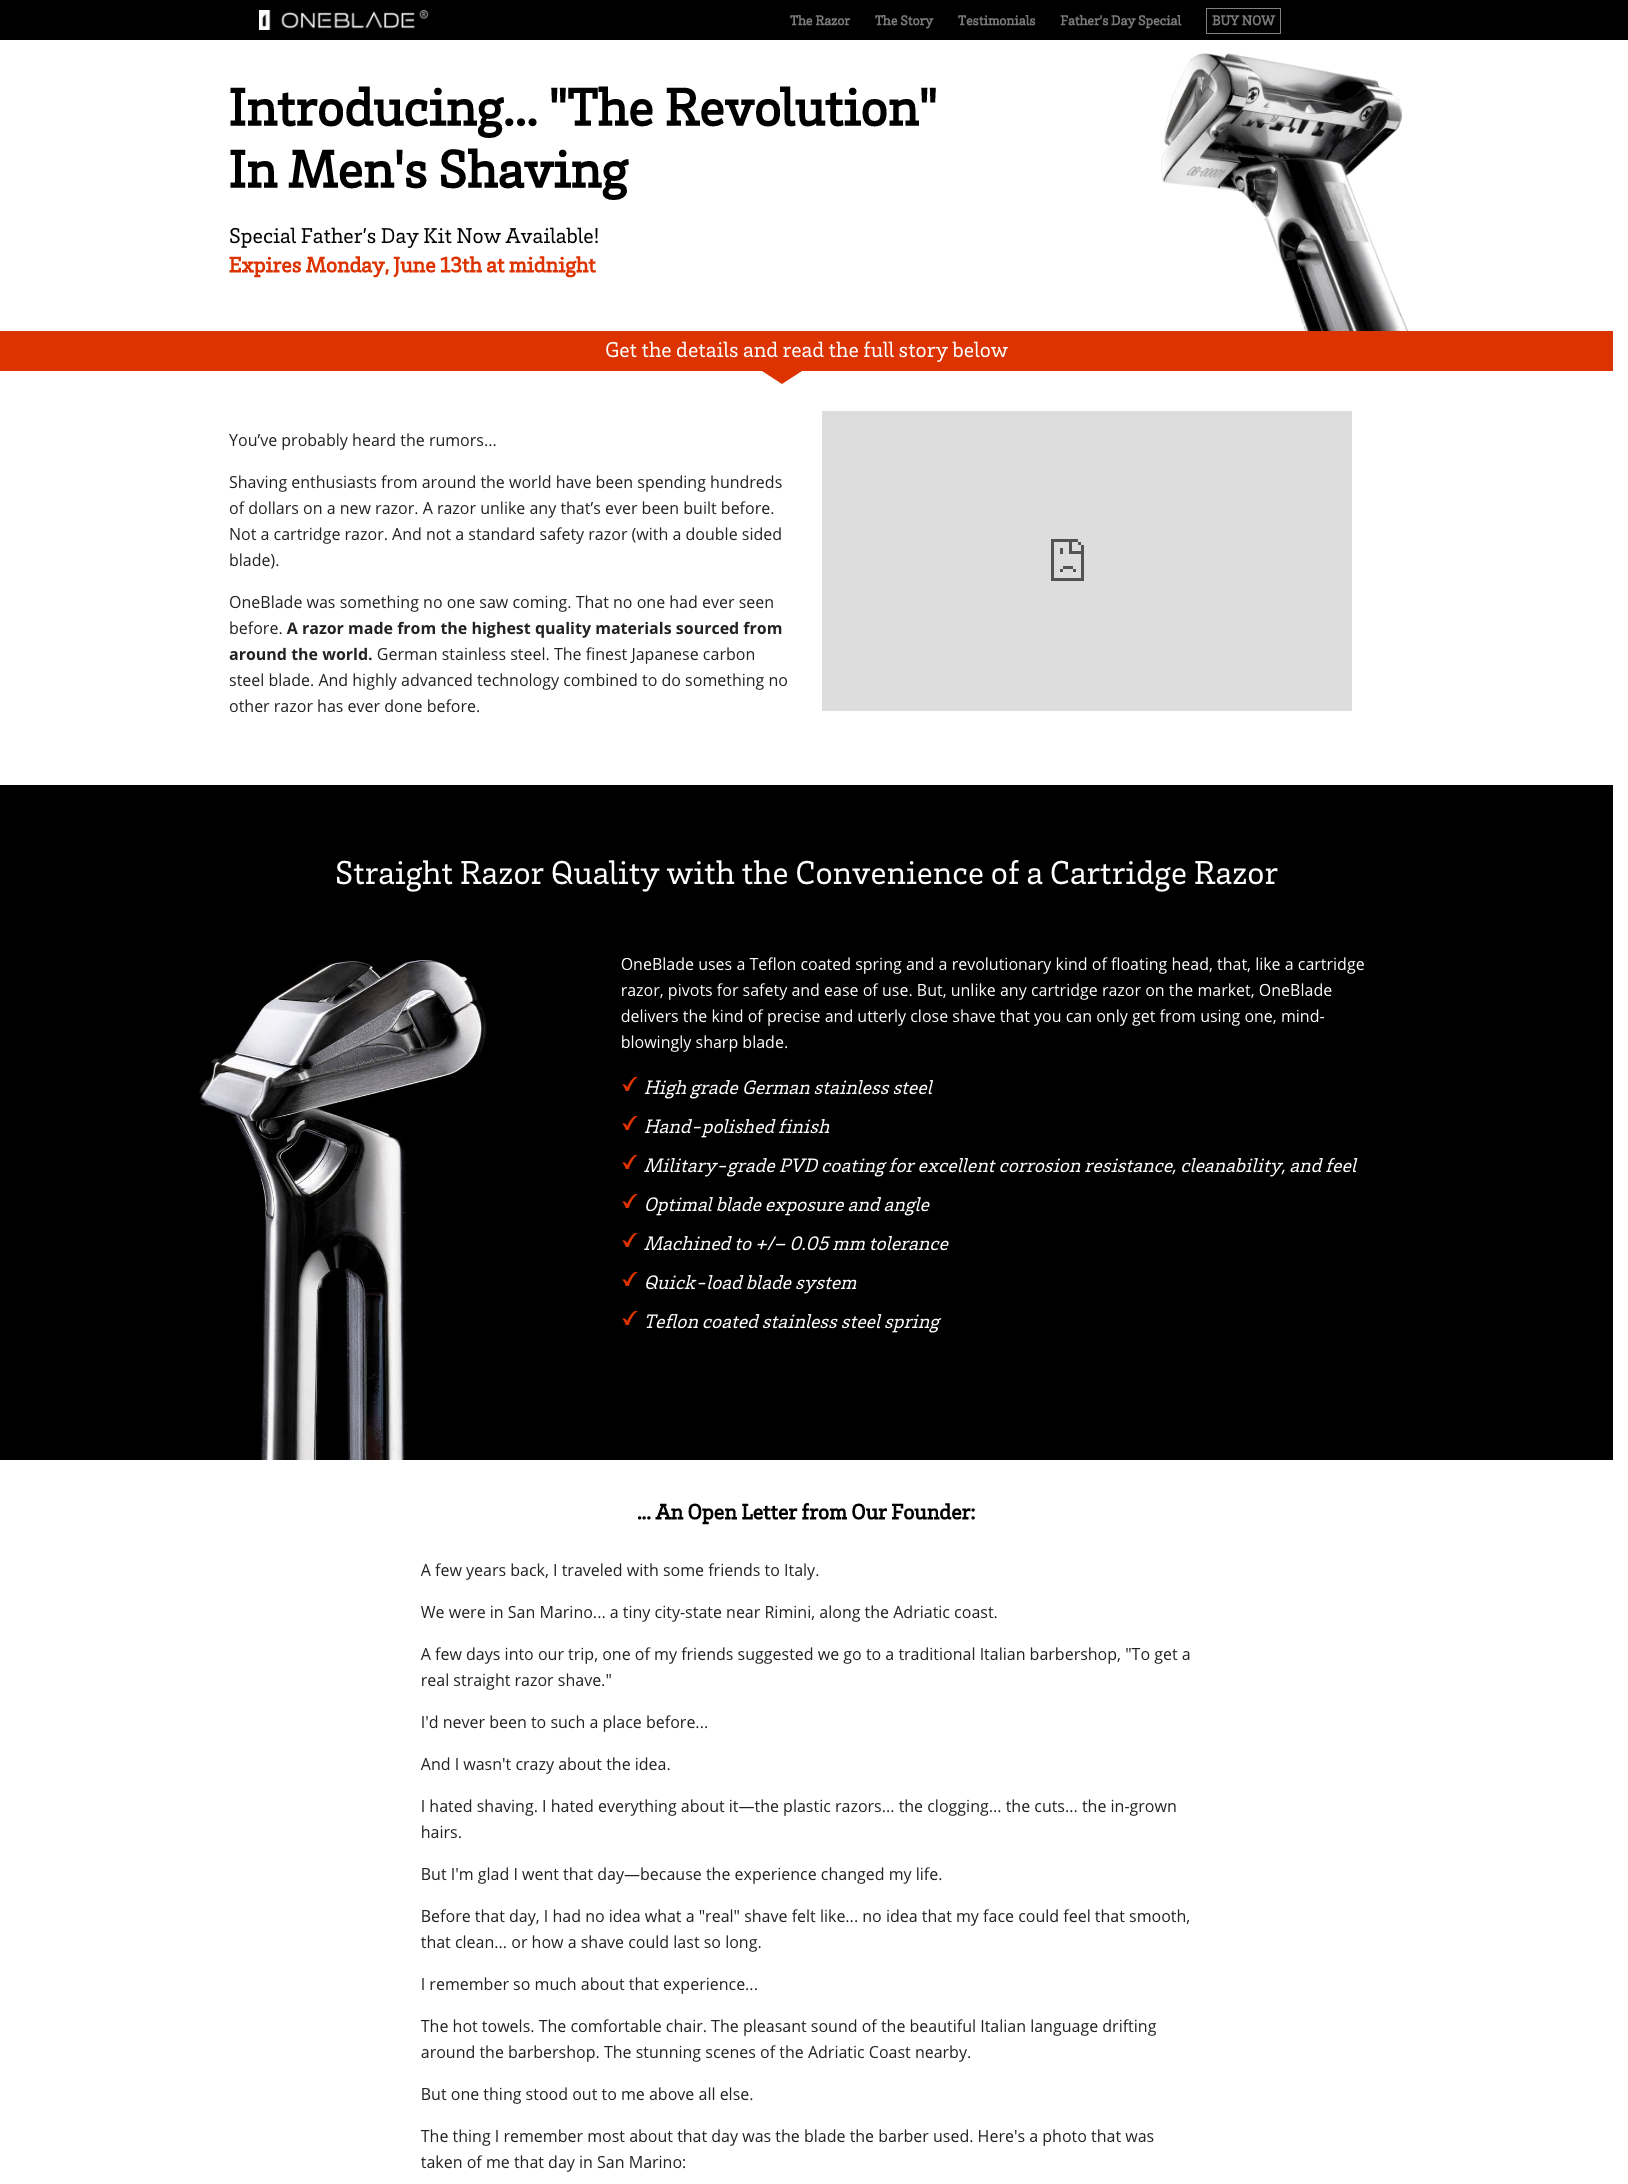 ONEBLADE®
The Razor
The Story
Testimonials
Father's Day Special
BUY NOW
Introducing... "The Revolution"
In Men's Shaving
Special Father’s Day Kit Now Available!
Expires Monday, June 13th at midnight
OB-00001
Get the details and read the full story below
You’ve probably heard the rumors...
Shaving enthusiasts from around the world have been spending hundreds
of dollars on a new razor. A razor unlike any that’s ever been built before.
Not a cartridge razor. And not a standard safety razor (with a double sided
blade).
OneBlade was something no one saw coming. That no one had ever seen
before. A razor made from the highest quality materials sourced from
around the world. German stainless steel. The finest Japanese carbon
steel blade. And highly advanced technology combined to do something no
other razor has ever done before.
Straight Razor Quality with the Convenience of a Cartridge Razor
OneBlade uses a Teflon coated spring and a revolutionary kind of floating head, that, like a cartridge
razor, pivots for safety and ease of use. But, unlike any cartridge razor on the market, OneBlade
delivers the kind of precise and utterly close shave that you can only get from using one, mind-
blowingly sharp blade.
✓ High grade German stainless steel
✓ Hand-polished finish
✓ Military-grade PVD coating for excellent corrosion resistance, cleanability, and feel
✓ Optimal blade exposure and angle
✓ Machined to +/– 0.05 mm tolerance
✓ Quick-load blade system
✓ Teflon coated stainless steel spring
... An Open Letter from Our Founder:
A few years back, I traveled with some friends to Italy.
We were in San Marino... a tiny city-state near Rimini, along the Adriatic coast.
A few days into our trip, one of my friends suggested we go to a traditional Italian barbershop, "To get a
real straight razor shave."
I'd never been to such a place before...
And I wasn't crazy about the idea.
I hated shaving. I hated everything about it—the plastic razors... the clogging... the cuts... the in-grown
hairs.
But I'm glad I went that day—because the experience changed my life.
Before that day, I had no idea what a "real" shave felt like... no idea that my face could feel that smooth,
that clean... or how a shave could last so long.
I remember so much about that experience...
The hot towels. The comfortable chair. The pleasant sound of the beautiful Italian language drifting
around the barbershop. The stunning scenes of the Adriatic Coast nearby.
But one thing stood out to me above all else.
The thing I remember most about that day was the blade the barber used. Here's a photo that was
taken of me that day in San Marino: